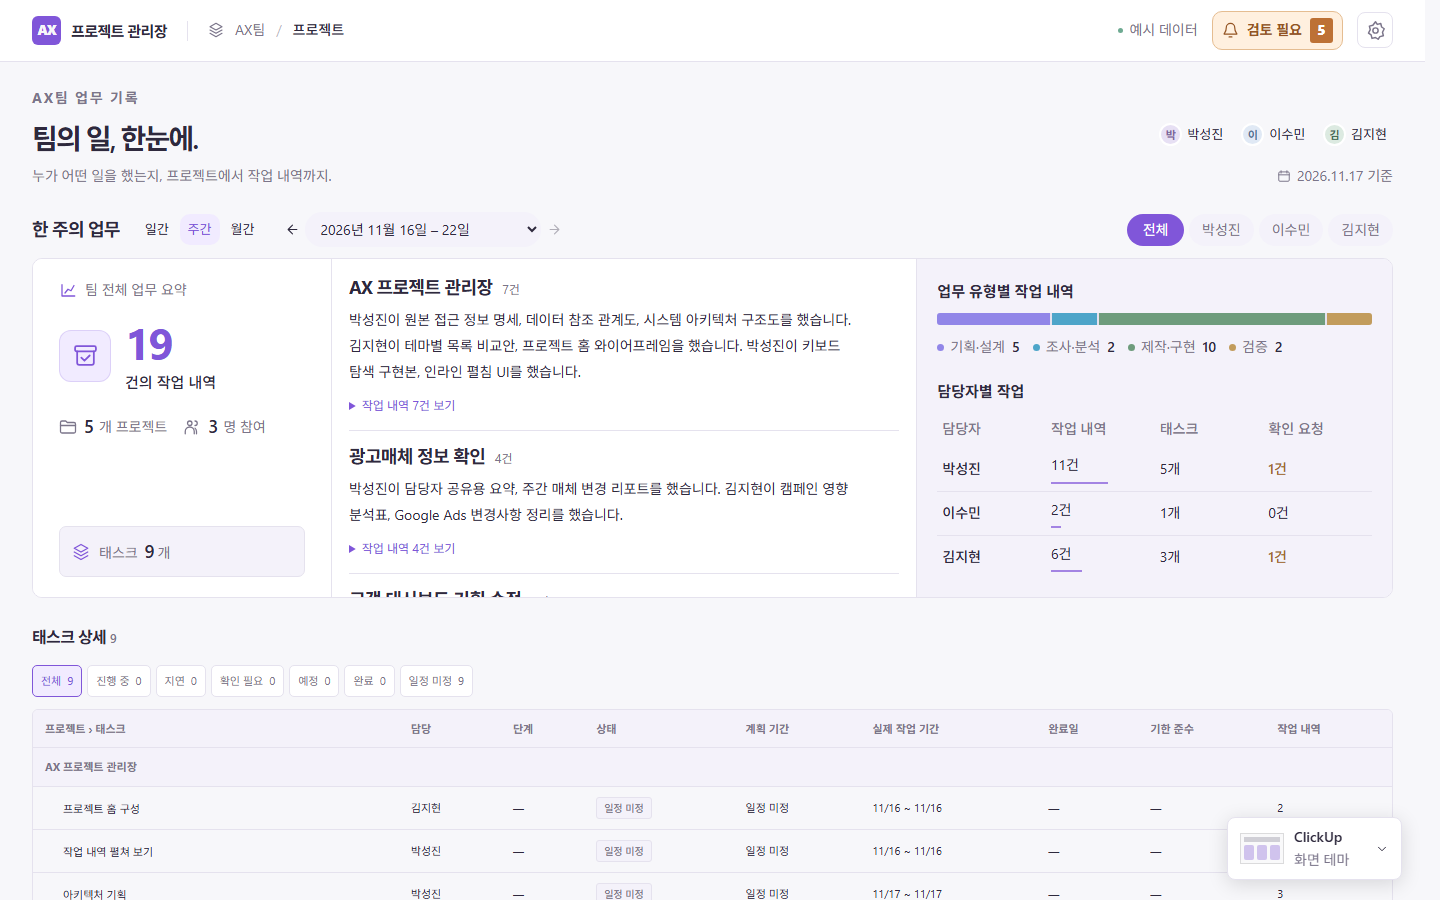 AX 프로젝트 관리장
AX팀 / 프로젝트
예시 데이터
검토 필요 5
AX팀 업무 기록
팀의 일, 한눈에.
누가 어떤 일을 했는지, 프로젝트에서 작업 내역까지.
박 박성진 이 이수민 김 김지현
2026.11.17 기준
한 주의 업무
일간 주간 월간
← 2026년 11월 16일 – 22일 →
전체 박성진 이수민 김지현
팀 전체 업무 요약
19
건의 작업 내역
5 개 프로젝트 3 명 참여
태스크 9 개
AX 프로젝트 관리장 7건
박성진이 원본 접근 정보 명세, 데이터 참조 관계도, 시스템 아키텍처 구조도를 했습니다.
김지현이 테마별 목록 비교안, 프로젝트 홈 와이어프레임을 했습니다. 박성진이 키보드
탐색 구현본, 인라인 펼침 UI를 했습니다.
▶ 작업 내역 7건 보기
광고매체 정보 확인 4건
박성진이 담당자 공유용 요약, 주간 매체 변경 리포트를 했습니다. 김지현이 캠페인 영향
분석표, Google Ads 변경사항 정리를 했습니다.
▶ 작업 내역 4건 보기
업무 유형별 작업 내역
기획·설계 5 조사·분석 2 제작·구현 10 검증 2
담당자별 작업
담당자 작업 내역 태스크 확인 요청
박성진 11건 5개 1건
이수민 2건 1개 0건
김지현 6건 3개 1건
태스크 상세 9
전체 9 진행 중 0 지연 0 확인 필요 0 예정 0 완료 0 일정 미정 9
프로젝트 › 태스크 담당 단계 상태 계획 기간 실제 작업 기간 완료일 기한 준수 작업 내역
AX 프로젝트 관리장
프로젝트 홈 구성 김지현 — 일정 미정 일정 미정 11/16 ~ 11/16 — — 2
작업 내역 펼쳐 보기 박성진 — 일정 미정 일정 미정 11/16 ~ 11/16 — —
아키텍처 기획 박성진 — 일정 미정 일정 미정 11/17 ~ 11/17 — — 3
ClickUp
화면 테마